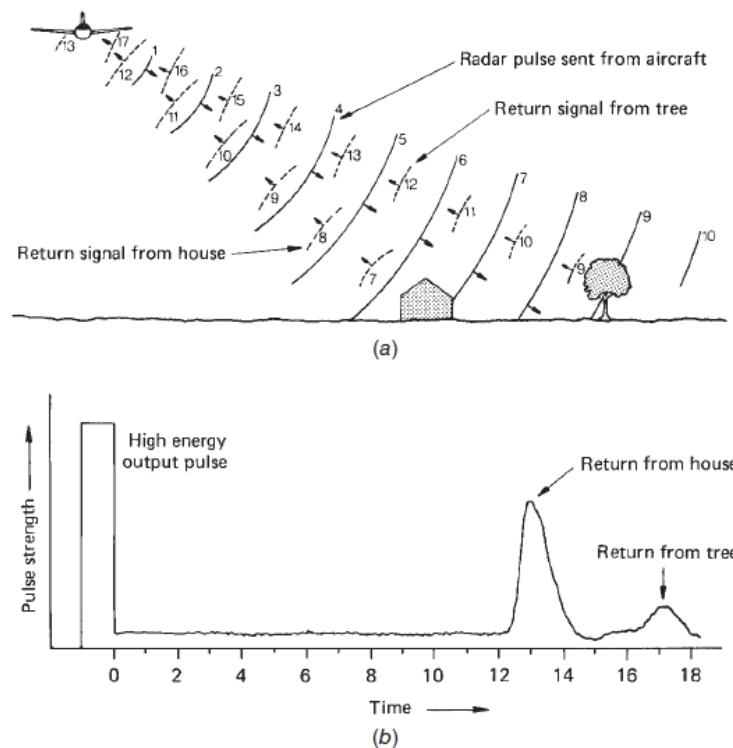 13
17
1
12
16
2
11
15
3
10
14
4
9
13
5
8
12
6
7
11
7
10
8
9
9
10
Radar pulse sent from aircraft
Return signal from tree
Return signal from house
(a)
Pulse strength
High energy
output pulse
Return from house
Return from tree
0 2 4 6 8 10 12 14 16 18
Time
(b)